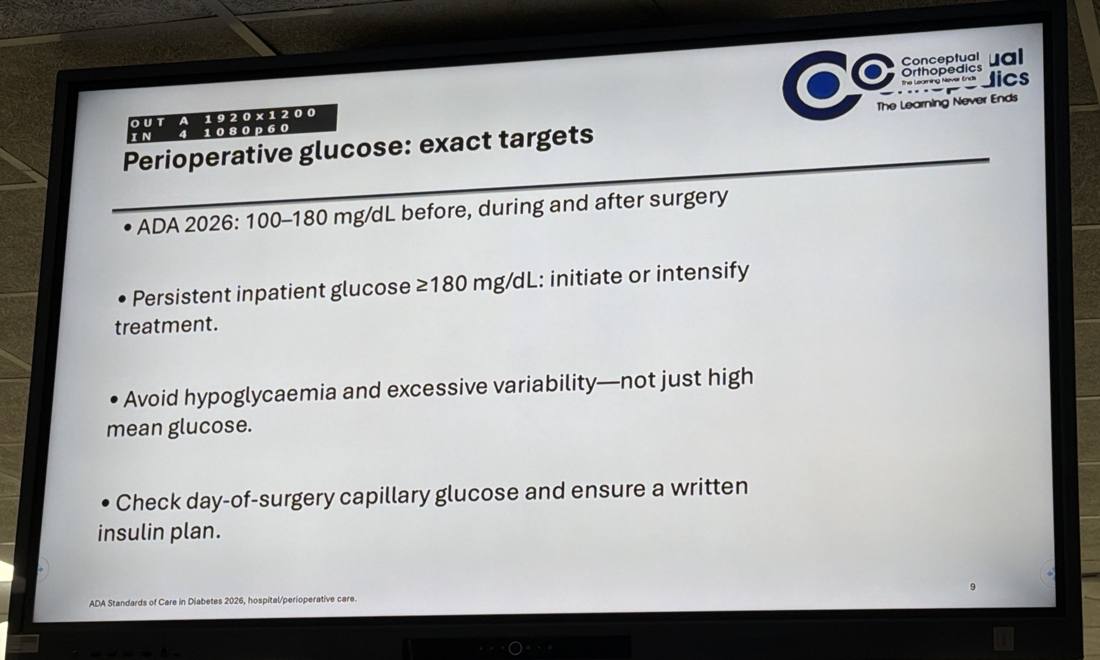 OUT A 1920x1200
IN 4 1080p60
Conceptual
Orthopedics
The Learning Never Ends
ual
dics
The Learning Never Ends
Perioperative glucose: exact targets
• ADA 2026: 100–180 mg/dL before, during and after surgery
• Persistent inpatient glucose ≥180 mg/dL: initiate or intensify
treatment.
• Avoid hypoglycaemia and excessive variability—not just high
mean glucose.
• Check day-of-surgery capillary glucose and ensure a written
insulin plan.
ADA Standards of Care in Diabetes 2026, hospital/perioperative care.
9